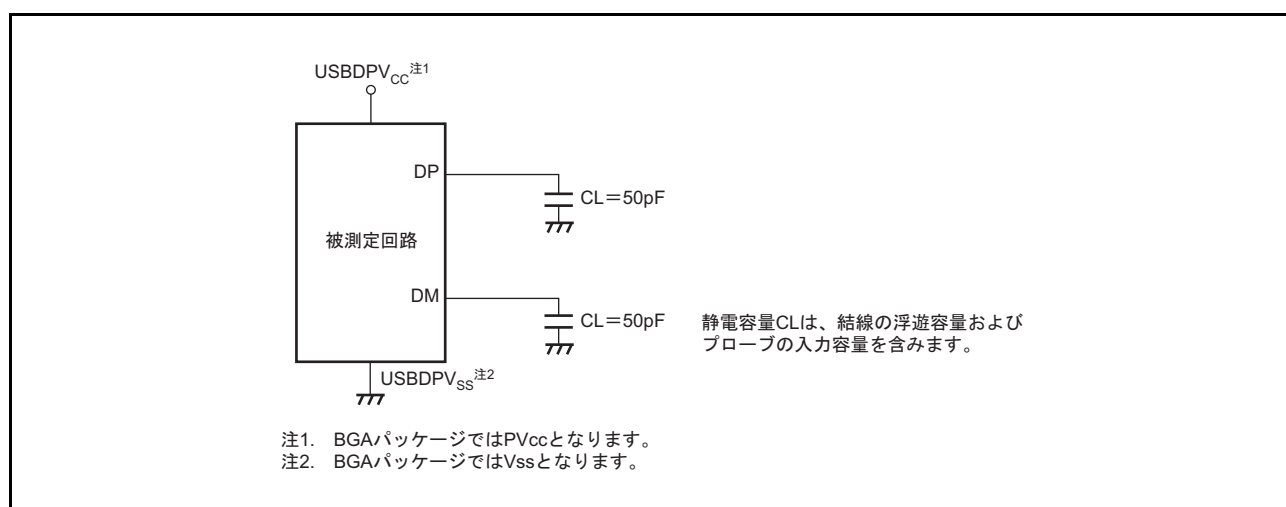 USBDPVCC注1
DP
CL＝50pF
被測定回路
DM
CL＝50pF
静電容量CLは、結線の浮遊容量および
プローブの入力容量を含みます。
USBDPVSS注2
注1. BGAパッケージではPVccとなります。
注2. BGAパッケージではVssとなります。